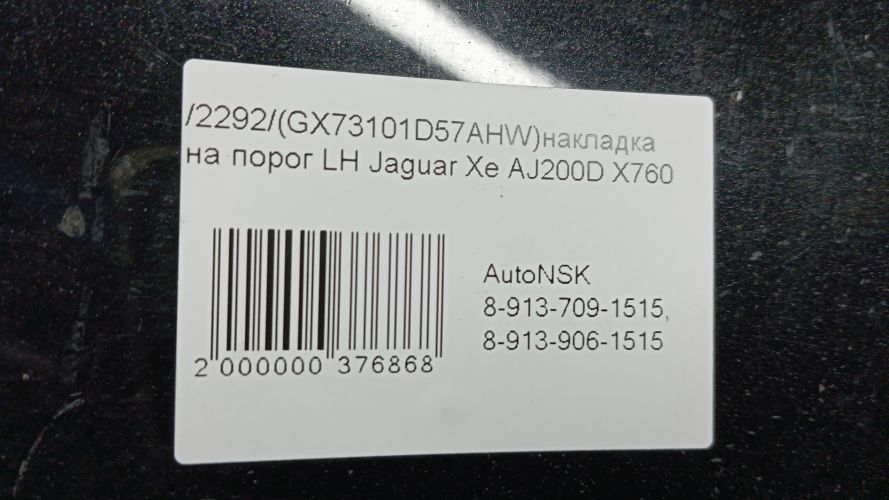 /2292/(GX73101D57AHW)накладка
на порог LH Jaguar Xe AJ200D X760
AutoNSK
8-913-709-1515,
8-913-906-1515
2 000000 376868